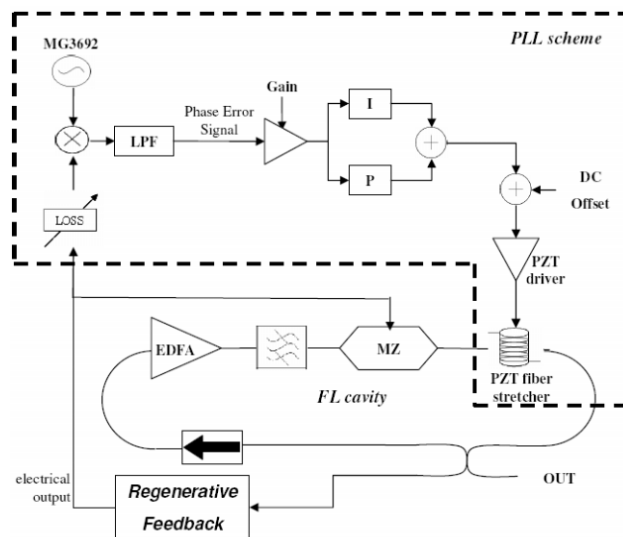 PLL scheme
MG3692
Gain
Phase Error
Signal
I
LPF
P
DC
Offset
LOSS
PZT
driver
EDFA
MZ
PZT fiber
stretcher
FL cavity
electrical
output
OUT
Regenerative
Feedback